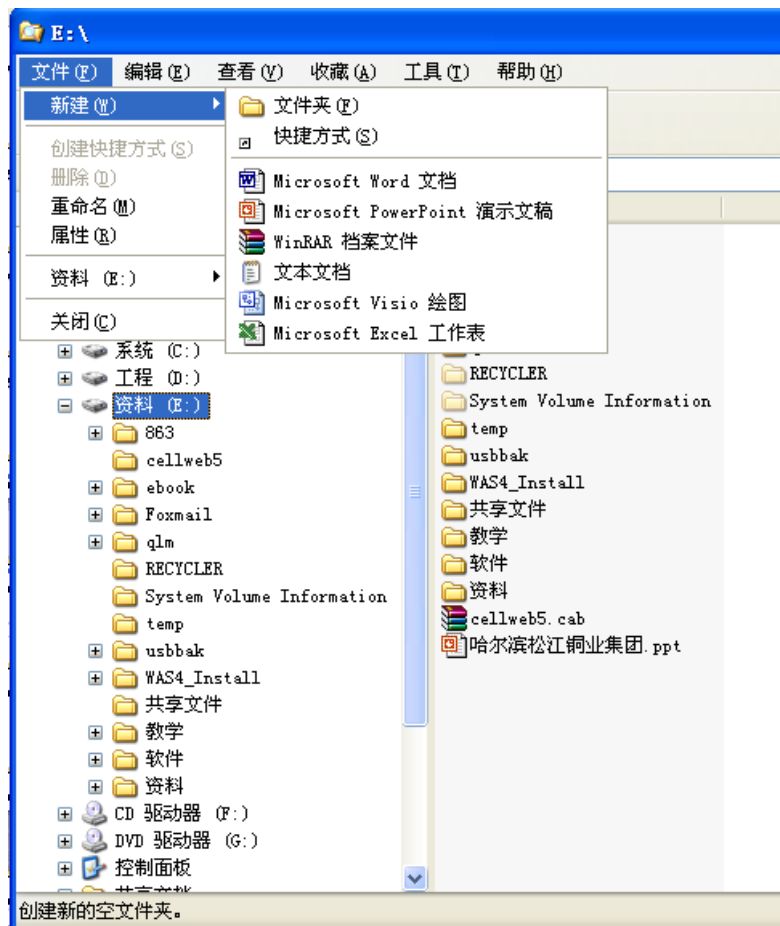 E:\
文件(F) 编辑(E) 查看(V) 收藏(A) 工具(T) 帮助(H)
新建(W)
创建快捷方式(S)
删除(D)
重命名(M)
属性(R)
资料 (E:)
关闭(C)
文件夹(F)
快捷方式(S)
Microsoft Word 文档
Microsoft PowerPoint 演示文稿
WinRAR 档案文件
文本文档
Microsoft Visio 绘图
Microsoft Excel 工作表
系统 (C:)
工程 (D:)
资料 (E:)
863
cellweb5
ebook
Foxmail
qlm
RECYCLER
System Volume Information
temp
usbbak
WAS4_Install
共享文件
教学
软件
资料
CD 驱动器 (F:)
DVD 驱动器 (G:)
控制面板
共享文档
RECYCLER
System Volume Information
temp
usbbak
WAS4_Install
共享文件
教学
软件
资料
cellweb5.cab
哈尔滨松江铜业集团.ppt
创建新的空文件夹。